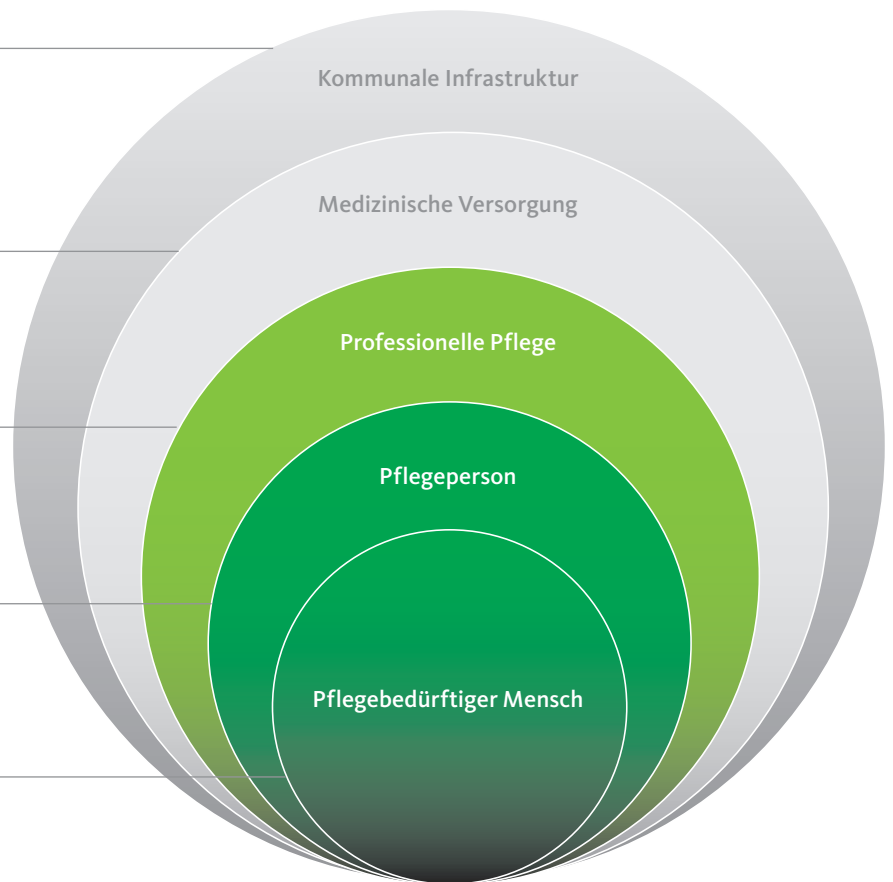 Kommunale Infrastruktur
Medizinische Versorgung
Professionelle Pflege
Pflegeperson
Pflegebedürftiger Mensch